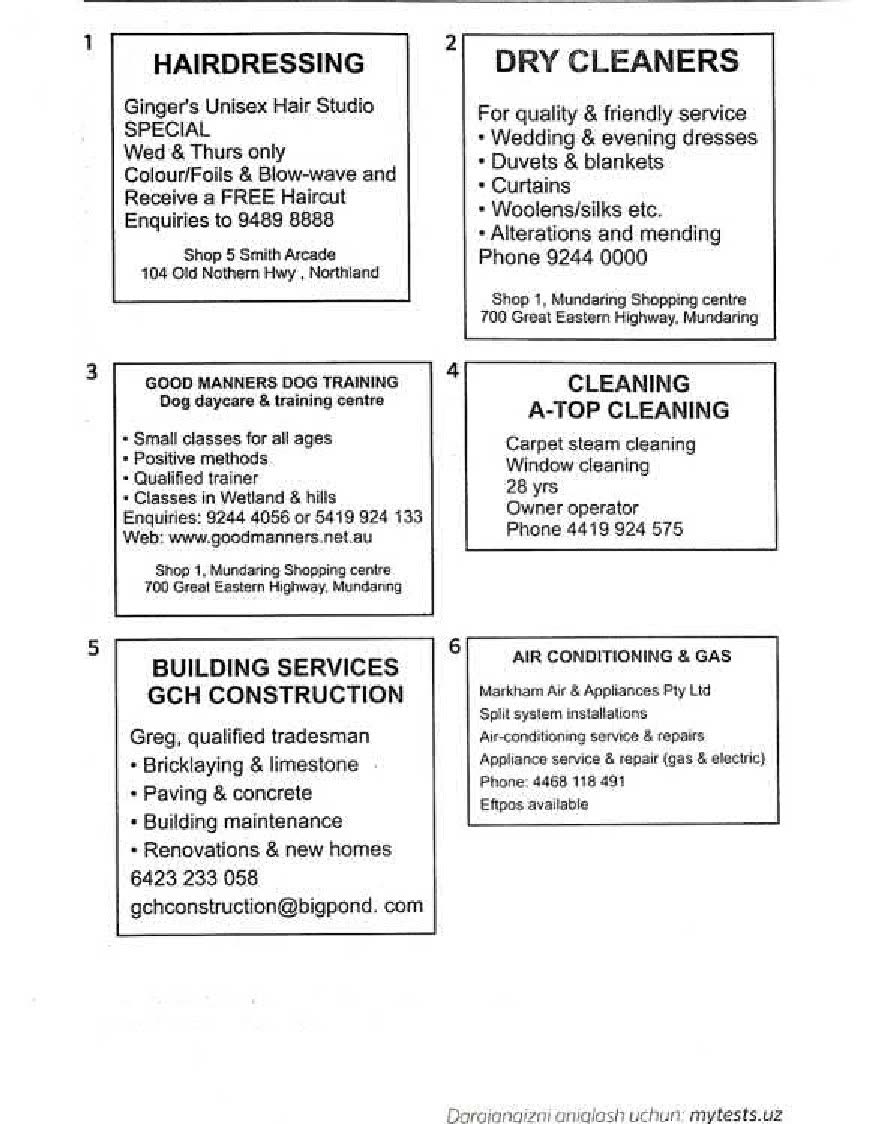 1
HAIRDRESSING
Ginger's Unisex Hair Studio
SPECIAL
Wed & Thurs only
Colour/Foils & Blow-wave and
Receive a FREE Haircut
Enquiries to 9489 8888
Shop 5 Smith Arcade
104 Old Nothern Hwy , Northland
2
DRY CLEANERS
For quality & friendly service
• Wedding & evening dresses
• Duvets & blankets
• Curtains
• Woolens/silks etc.
• Alterations and mending
Phone 9244 0000
Shop 1, Mundaring Shopping centre
700 Great Eastern Highway, Mundaring
3
GOOD MANNERS DOG TRAINING
Dog daycare & training centre
• Small classes for all ages
• Positive methods
• Qualified trainer
• Classes in Wetland & hills
Enquiries: 9244 4056 or 5419 924 133
Web: www.goodmanners.net.au
Shop 1, Mundaring Shopping centre
700 Great Eastern Highway, Mundaring
4
CLEANING
A-TOP CLEANING
Carpet steam cleaning
Window cleaning
28 yrs
Owner operator
Phone 4419 924 575
5
BUILDING SERVICES
GCH CONSTRUCTION
Greg, qualified tradesman
• Bricklaying & limestone
• Paving & concrete
• Building maintenance
• Renovations & new homes
6423 233 058
gchconstruction@bigpond. com
6
AIR CONDITIONING & GAS
Markham Air & Appliances Pty Ltd
Split system installations
Air-conditioning service & repairs
Appliance service & repair (gas & electric)
Phone: 4468 118 491
Eftpos available
Darajangizni aniqlash uchun: mytests.uz